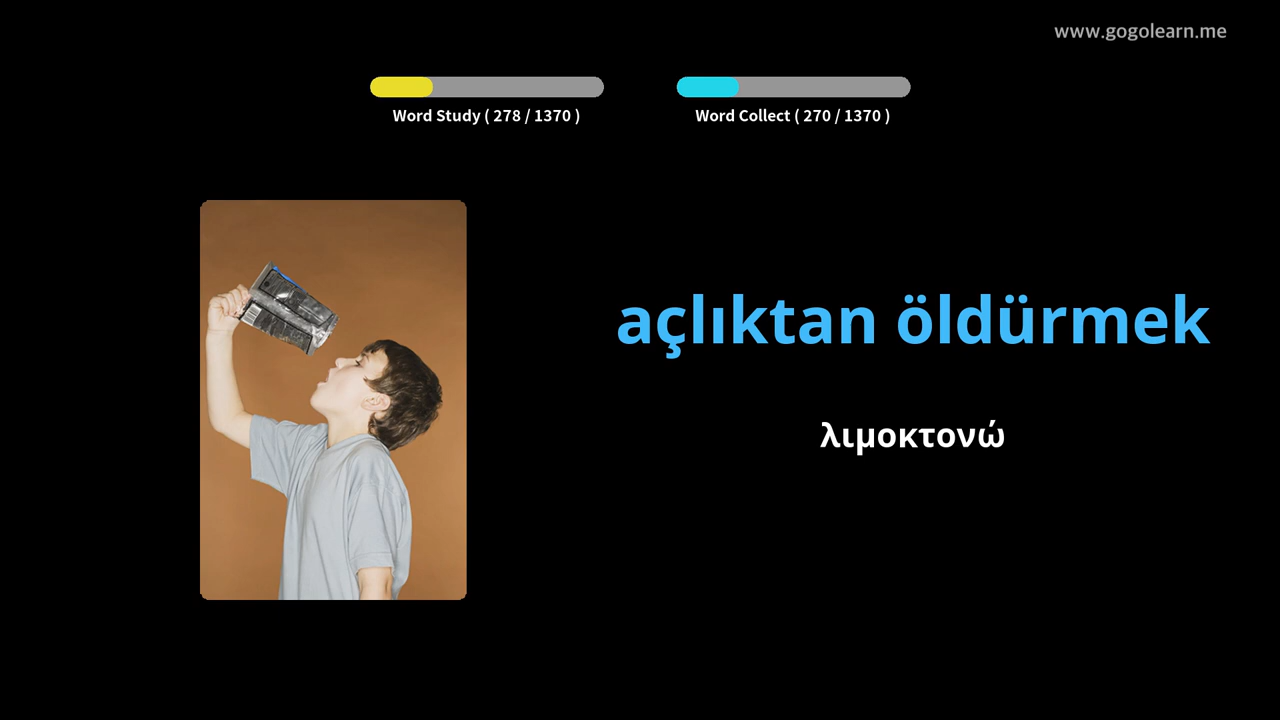 www.gogolearn.me
Word Study ( 278 / 1370 )
Word Collect ( 270 / 1370 )
açlıktan öldürmek
λιμοκτονώ